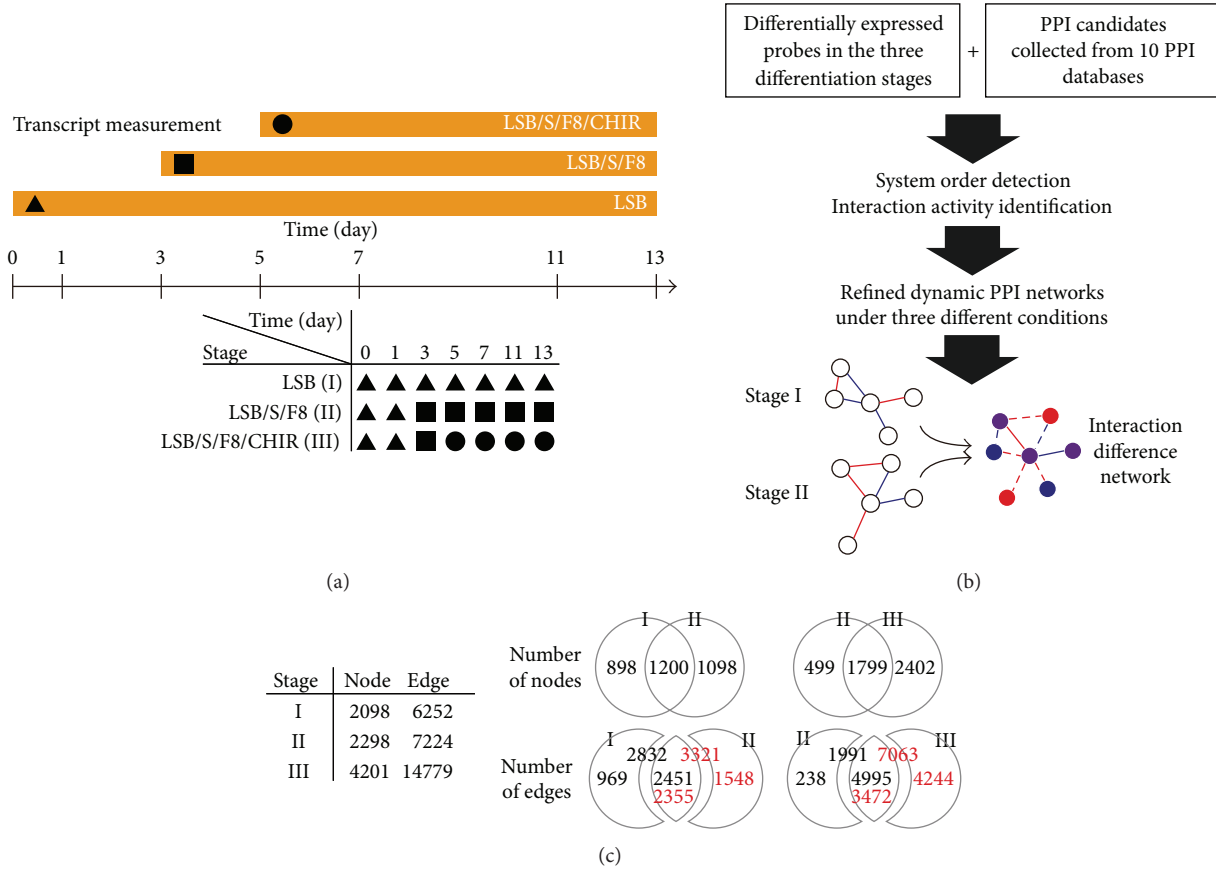 Transcript measurement
LSB/S/F8/CHIR
LSB/S/F8
LSB
Time (day)
0 1 3 5 7 11 13
Time (day)
Stage 0 1 3 5 7 11 13
LSB (I)
LSB/S/F8 (II)
LSB/S/F8/CHIR (III)
(a)
Differentially expressed
probes in the three
differentiation stages
+
PPI candidates
collected from 10 PPI
databases
System order detection
Interaction activity identification
Refined dynamic PPI networks
under three different conditions
Stage I
Stage II
Interaction
difference
network
(b)
Stage Node Edge
I 2098 6252
II 2298 7224
III 4201 14779
Number
of nodes
I II
898 1200 1098
II III
499 1799 2402
Number
of edges
I II
2832 3321
969 2451 1548
2355
II III
1991 7063
238 4995 4244
3472
(c)